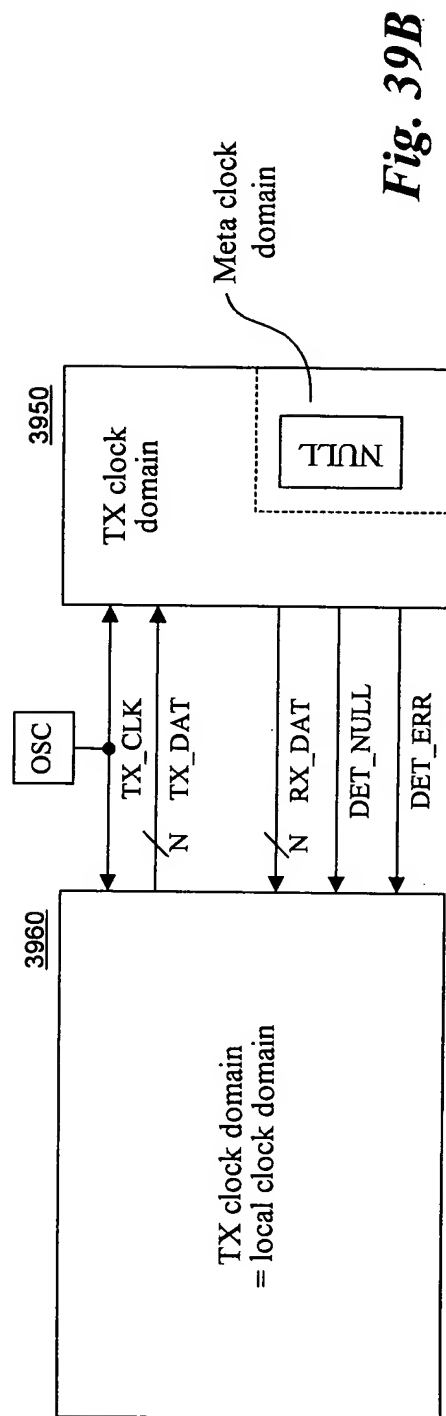 3960
TX clock domain
= local clock domain
OSC
TX_CLK
N TX_DAT
N RX_DAT
DET_NULL
DET_ERR
3950
TX clock
domain
NULL
Meta clock
domain
Fig. 39B